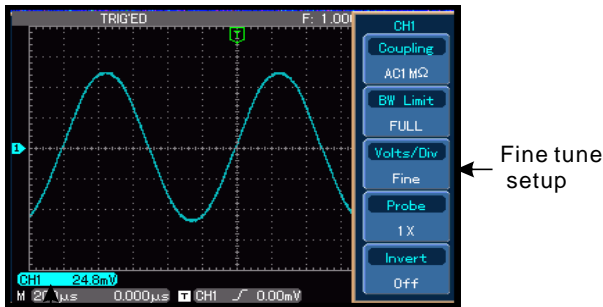 TRIG'ED F: 1.00
CH1
T
Coupling
AC1 MΩ
BW Limit
FULL
1
Volts/Div
Fine
Fine tune
setup
Probe
1X
Invert
Off
CH1 24.8mV
M 0.000μs T CH1 0.00mV